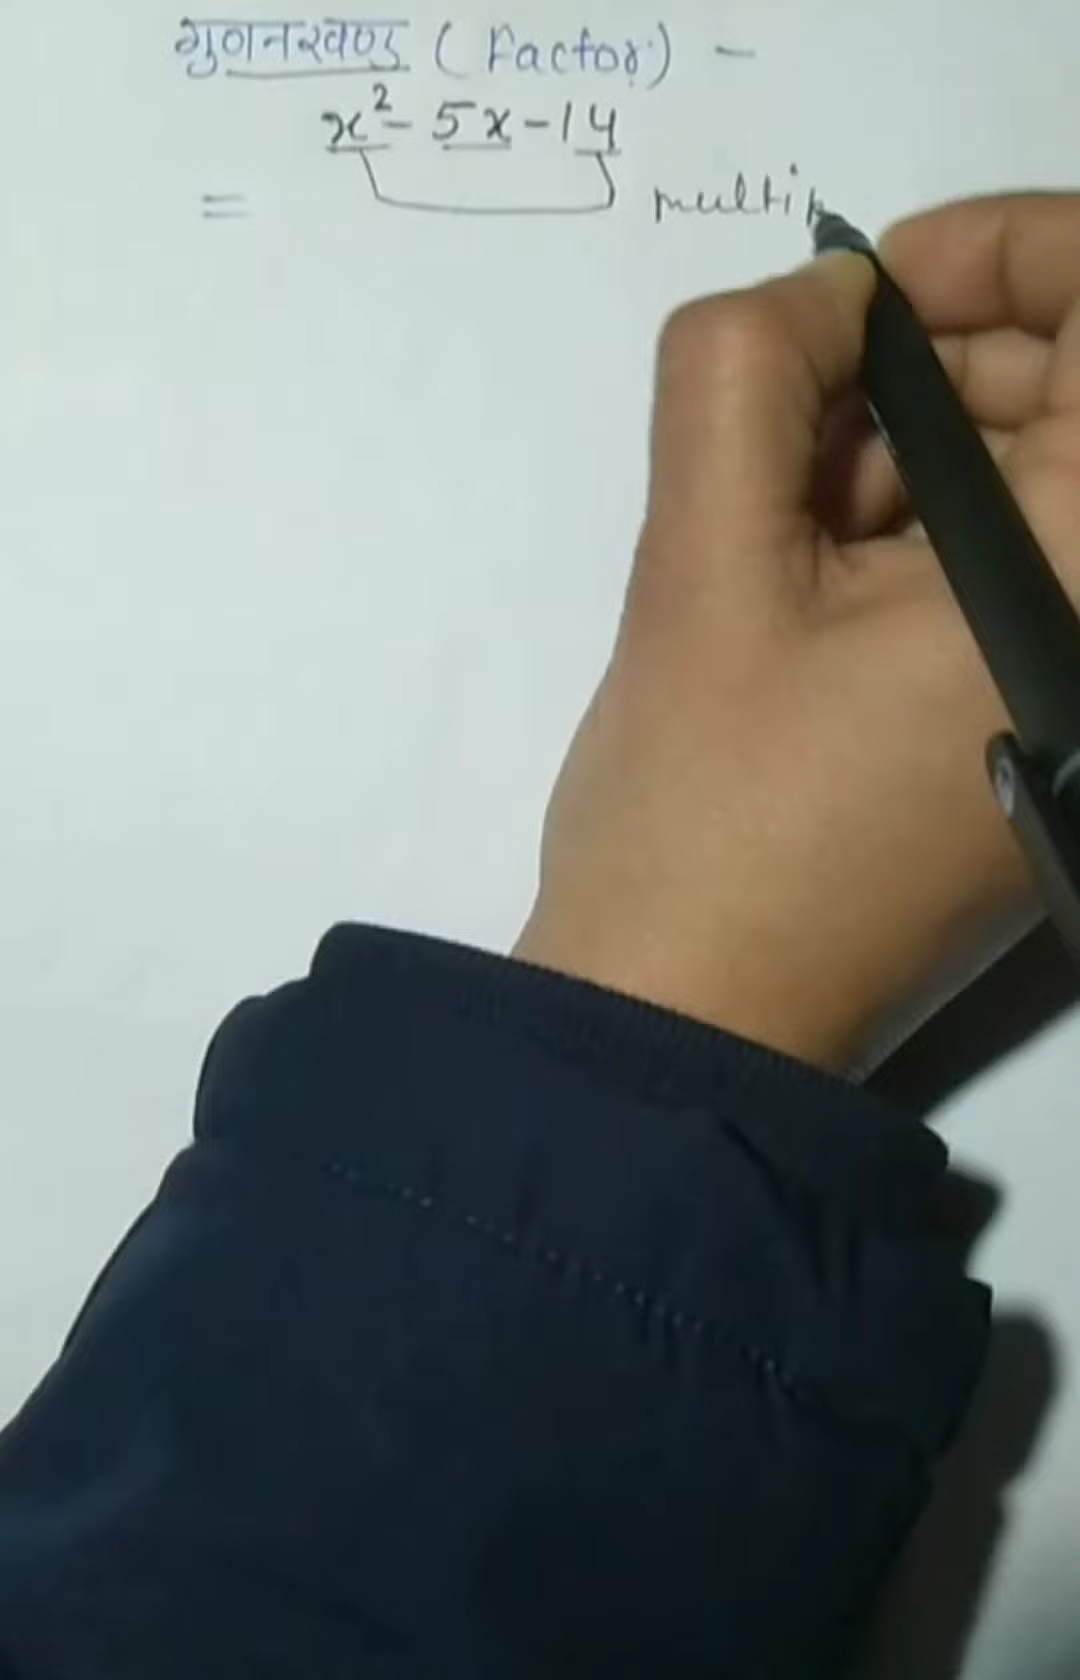 गुणनखण्ड ( Factor) -
x² - 5x - 14
=
multip